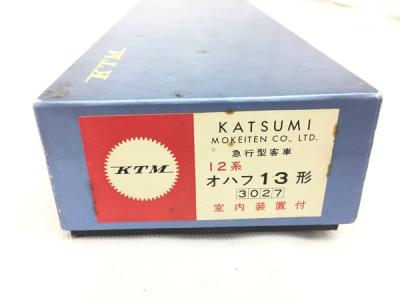 KTM
KATSUMI
MOKEITEN CO., LTD.
急行型客車
12系
オハフ13形
3027
室内装置付
KTM